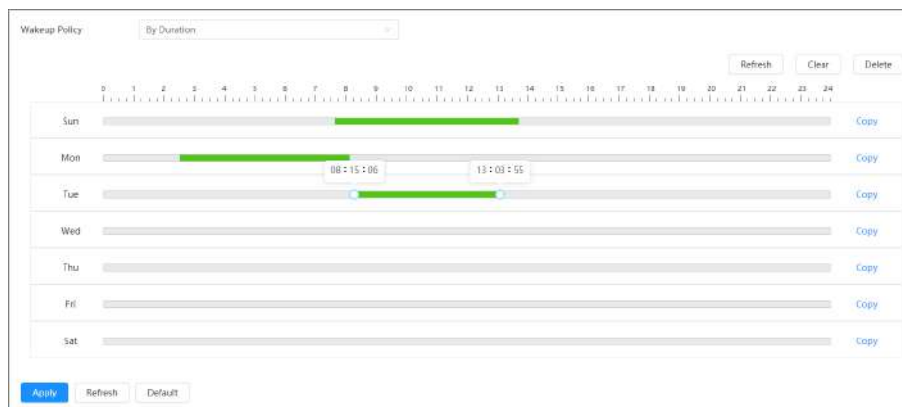 Wakeup Policy By Duration
Refresh Clear Delete
0 1 2 3 4 5 6 7 8 9 10 11 12 13 14 15 16 17 18 19 20 21 22 23 24
Sun Copy
Mon Copy
08:15:06 13:03:55
Tue Copy
Wed Copy
Thu Copy
Fri Copy
Sat Copy
Apply Refresh Default